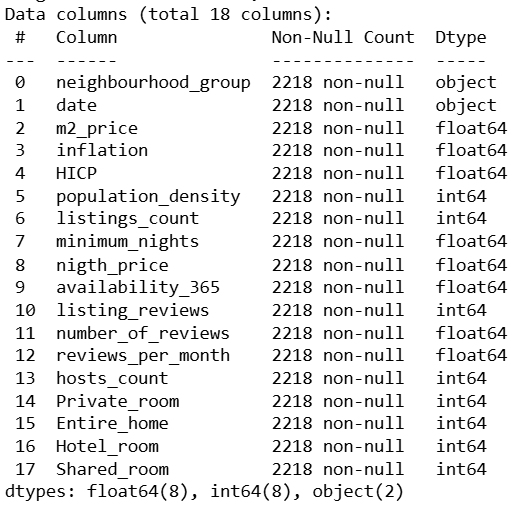 Data columns (total 18 columns):
 #   Column               Non-Null Count  Dtype
---  ------               --------------  -----
 0   neighbourhood_group  2218 non-null   object
 1   date                 2218 non-null   object
 2   m2_price             2218 non-null   float64
 3   inflation            2218 non-null   float64
 4   HICP                 2218 non-null   float64
 5   population_density   2218 non-null   int64
 6   listings_count       2218 non-null   int64
 7   minimum_nights       2218 non-null   float64
 8   nigth_price          2218 non-null   float64
 9   availability_365     2218 non-null   float64
 10  listing_reviews      2218 non-null   int64
 11  number_of_reviews    2218 non-null   float64
 12  reviews_per_month    2218 non-null   float64
 13  hosts_count          2218 non-null   int64
 14  Private_room         2218 non-null   int64
 15  Entire_home          2218 non-null   int64
 16  Hotel_room           2218 non-null   int64
 17  Shared_room          2218 non-null   int64
dtypes: float64(8), int64(8), object(2)